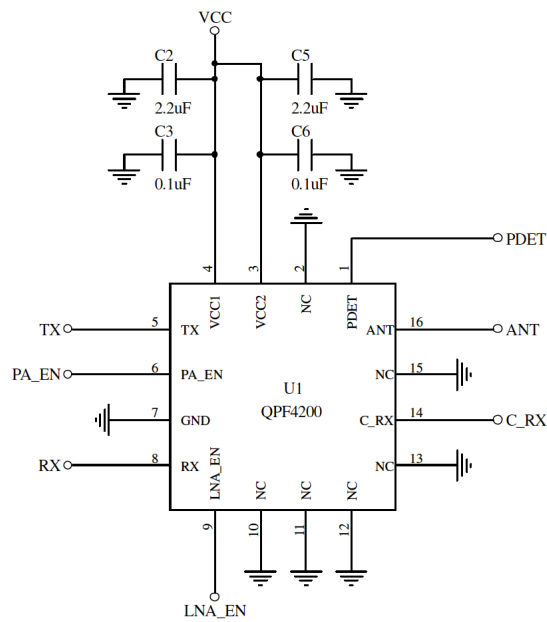 VCC
C2
C5
2.2uF
2.2uF
C3
C6
0.1uF
0.1uF
4
3
2
1
PDET
VCC1
VCC2
NC
PDET
TX
5
TX
ANT
16
ANT
PA_EN
6
PA_EN
NC
15
U1
QPF4200
7
GND
C_RX
14
C_RX
RX
8
RX
NC
13
LNA_EN
NC
NC
NC
9
10
11
12
LNA_EN